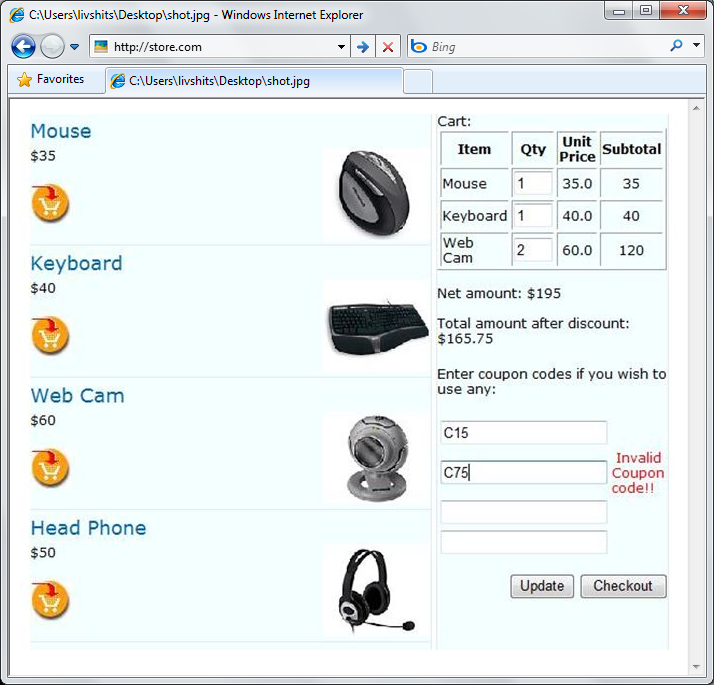 C:\Users\livshits\Desktop\shot.jpg - Windows Internet Explorer
http://store.com
Bing
Favorites
C:\Users\livshits\Desktop\shot.jpg
Mouse
$35
Keyboard
$40
Web Cam
$60
Head Phone
$50
Cart:
Item Qty Unit Price Subtotal
Mouse 1 35.0 35
Keyboard 1 40.0 40
Web Cam 2 60.0 120
Net amount: $195
Total amount after discount:
$165.75
Enter coupon codes if you wish to
use any:
C15
C75
Invalid
Coupon
code!!
Update Checkout